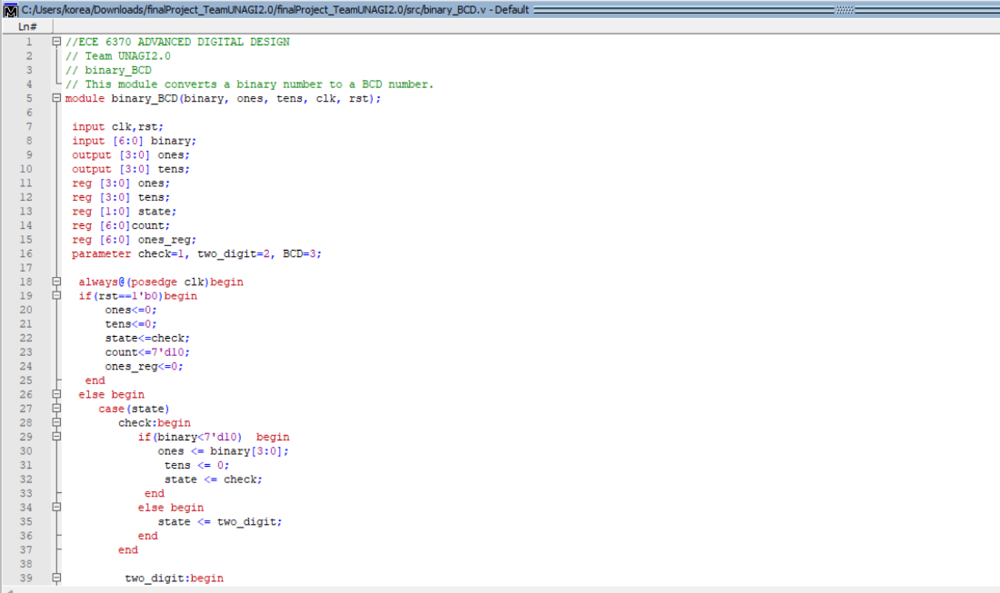 C:/Users/korea/Downloads/finalProject_TeamUNAGI2.0/finalProject_TeamUNAGI2.0/src/binary_BCD.v - Default
Ln#
1 //ECE 6370 ADVANCED DIGITAL DESIGN
2 // Team UNAGI2.0
3 // binary_BCD
4 // This module converts a binary number to a BCD number.
5 module binary_BCD(binary, ones, tens, clk, rst);
6
7 input clk,rst;
8 input [6:0] binary;
9 output [3:0] ones;
10 output [3:0] tens;
11 reg [3:0] ones;
12 reg [3:0] tens;
13 reg [1:0] state;
14 reg [6:0]count;
15 reg [6:0] ones_reg;
16 parameter check=1, two_digit=2, BCD=3;
17
18 always@(posedge clk)begin
19 if(rst==1'b0)begin
20 ones<=0;
21 tens<=0;
22 state<=check;
23 count<=7'd10;
24 ones_reg<=0;
25 end
26 else begin
27 case(state)
28 check:begin
29 if(binary<7'd10)  begin
30 ones <= binary[3:0];
31 tens <= 0;
32 state <= check;
33 end
34 else begin
35 state <= two_digit;
36 end
37 end
38
39 two_digit:begin